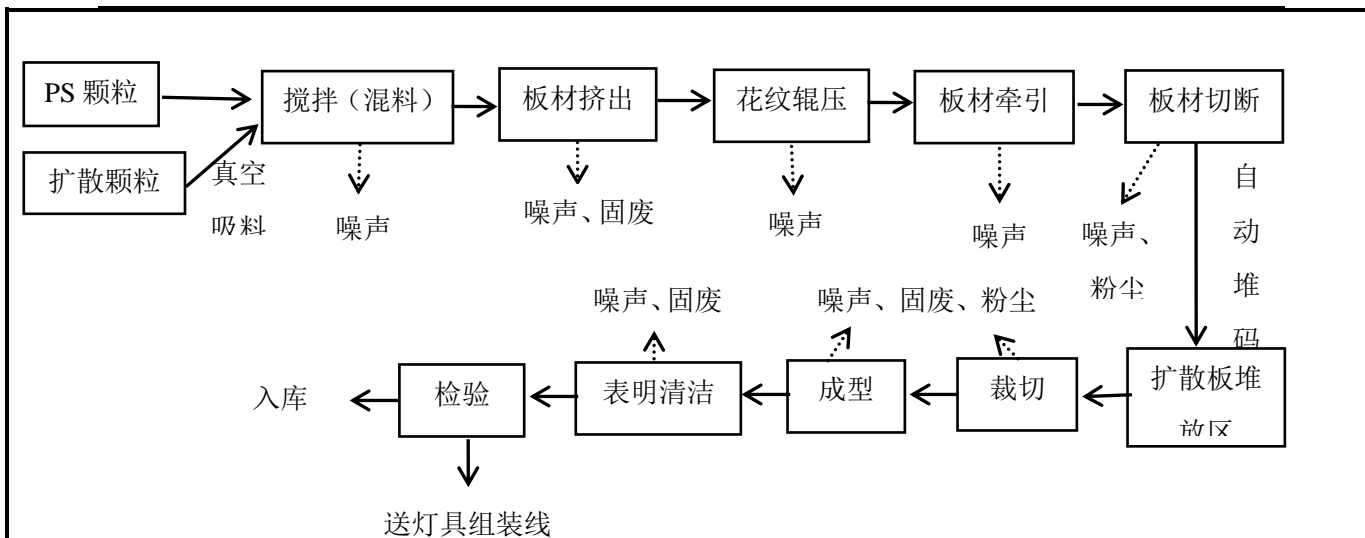 PS 颗粒
扩散颗粒
真空
吸料
搅拌（混料）
噪声
板材挤出
噪声、固废
花纹辊压
噪声
板材牵引
噪声
板材切断
噪声、
粉尘
自
动
堆
码
扩散板堆
放区
裁切
噪声、固废、粉尘
成型
表明清洁
噪声、固废
检验
入库
送灯具组装线